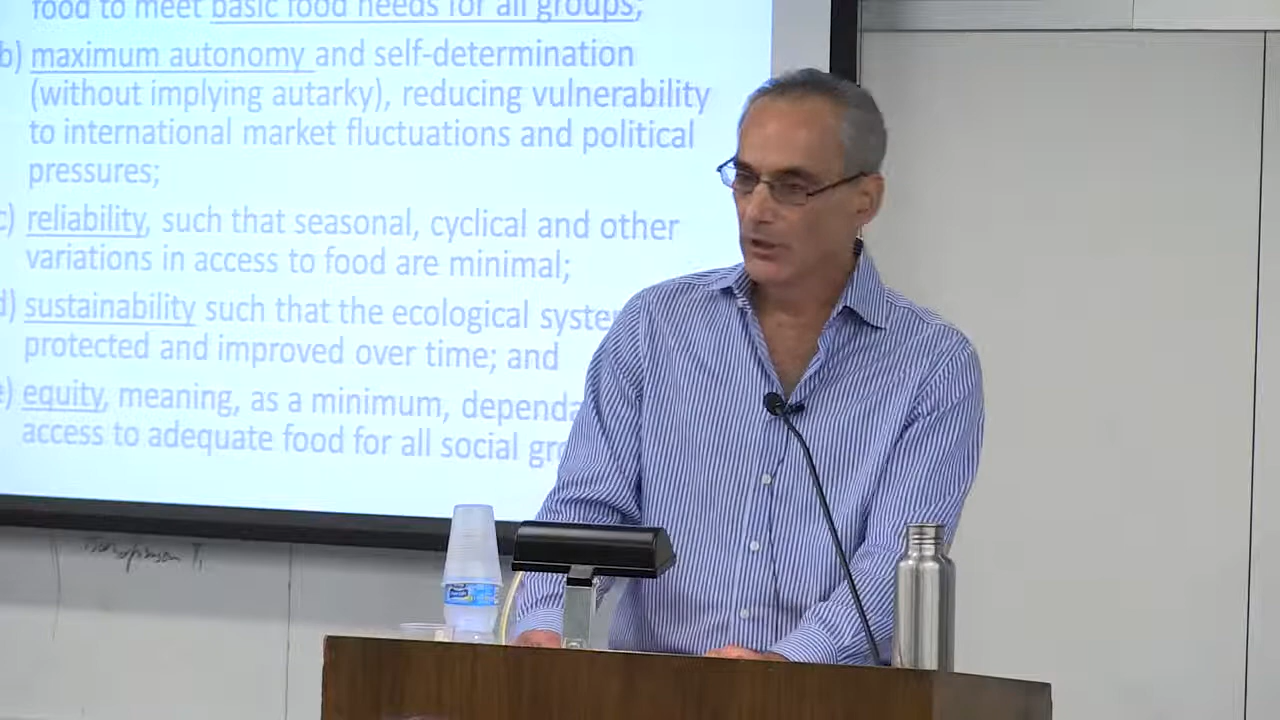 food to meet basic food needs for all groups;
b) maximum autonomy and self-determination
(without implying autarky), reducing vulnerability
to international market fluctuations and political
pressures;
c) reliability, such that seasonal, cyclical and other
variations in access to food are minimal;
d) sustainability such that the ecological syste
protected and improved over time; and
e) equity, meaning, as a minimum, dependa
access to adequate food for all social gro